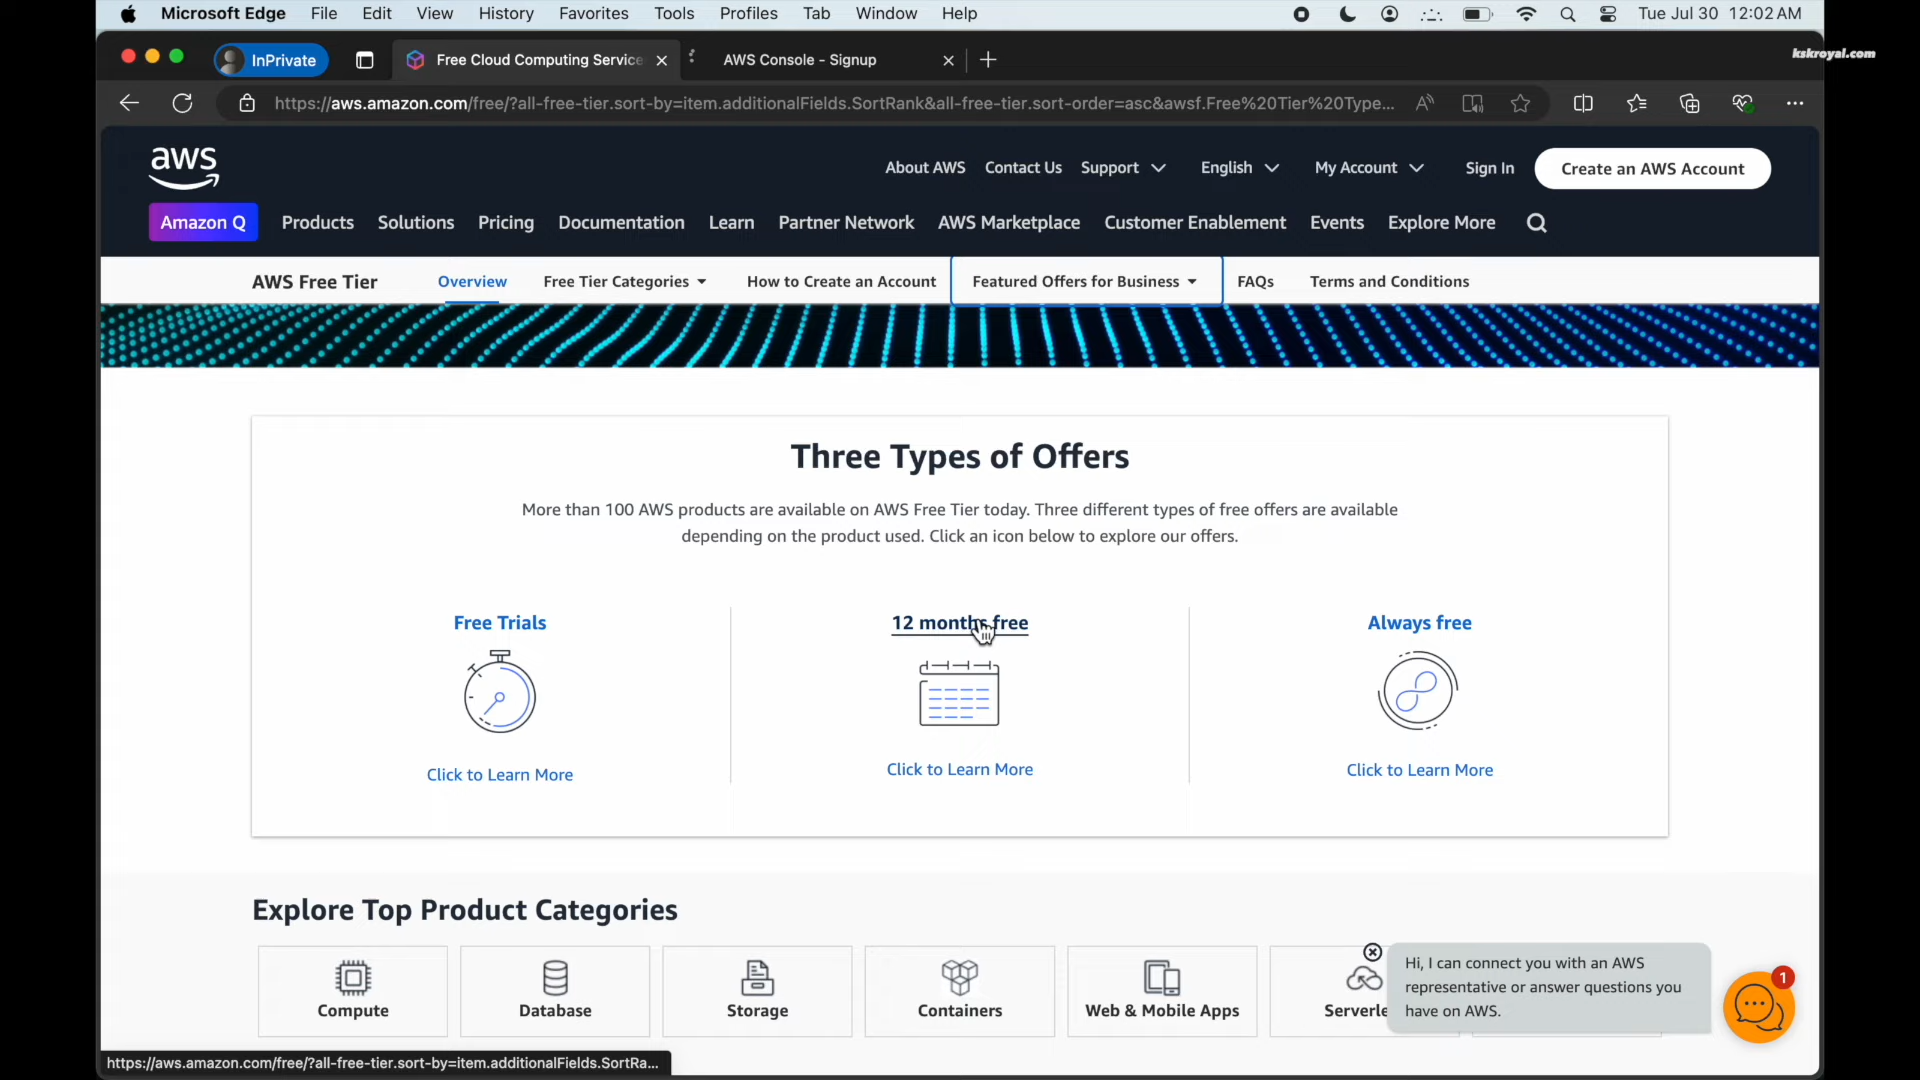 Microsoft Edge File Edit View History Favorites Tools Profiles Tab Window Help Tue Jul 30 12:02 AM
kskroyal.com
InPrivate Free Cloud Computing Service AWS Console - Signup
https://aws.amazon.com/free/?all-free-tier.sort-by=item.additionalFields.SortRank&all-free-tier.sort-order=asc&awsf.Free%20Tier%20Type...
aws About AWS Contact Us Support English My Account Sign In Create an AWS Account
Amazon Q Products Solutions Pricing Documentation Learn Partner Network AWS Marketplace Customer Enablement Events Explore More
AWS Free Tier Overview Free Tier Categories How to Create an Account Featured Offers for Business FAQs Terms and Conditions
Three Types of Offers
More than 100 AWS products are available on AWS Free Tier today. Three different types of free offers are available
depending on the product used. Click an icon below to explore our offers.
Free Trials 12 months free Always free
Click to Learn More Click to Learn More Click to Learn More
Explore Top Product Categories
Compute Database Storage Containers Web & Mobile Apps Serverle
1
Hi, I can connect you with an AWS
representative or answer questions you
have on AWS.
https://aws.amazon.com/free/?all-free-tier.sort-by=item.additionalFields.SortRa...